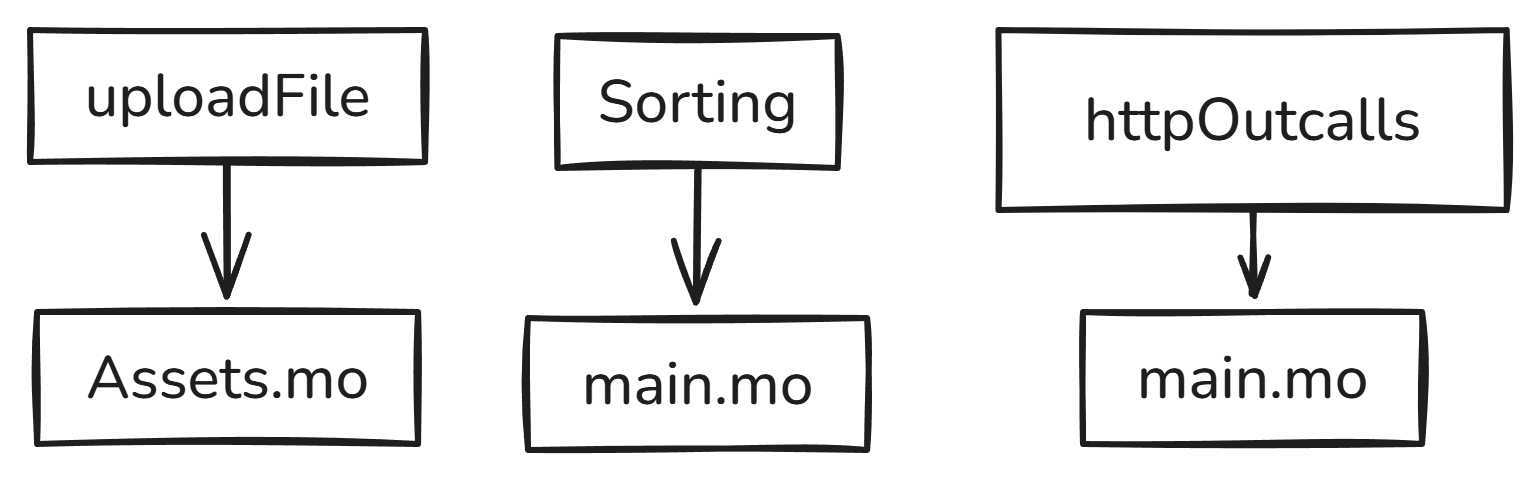 uploadFile
Sorting
httpOutcalls
Assets.mo
main.mo
main.mo